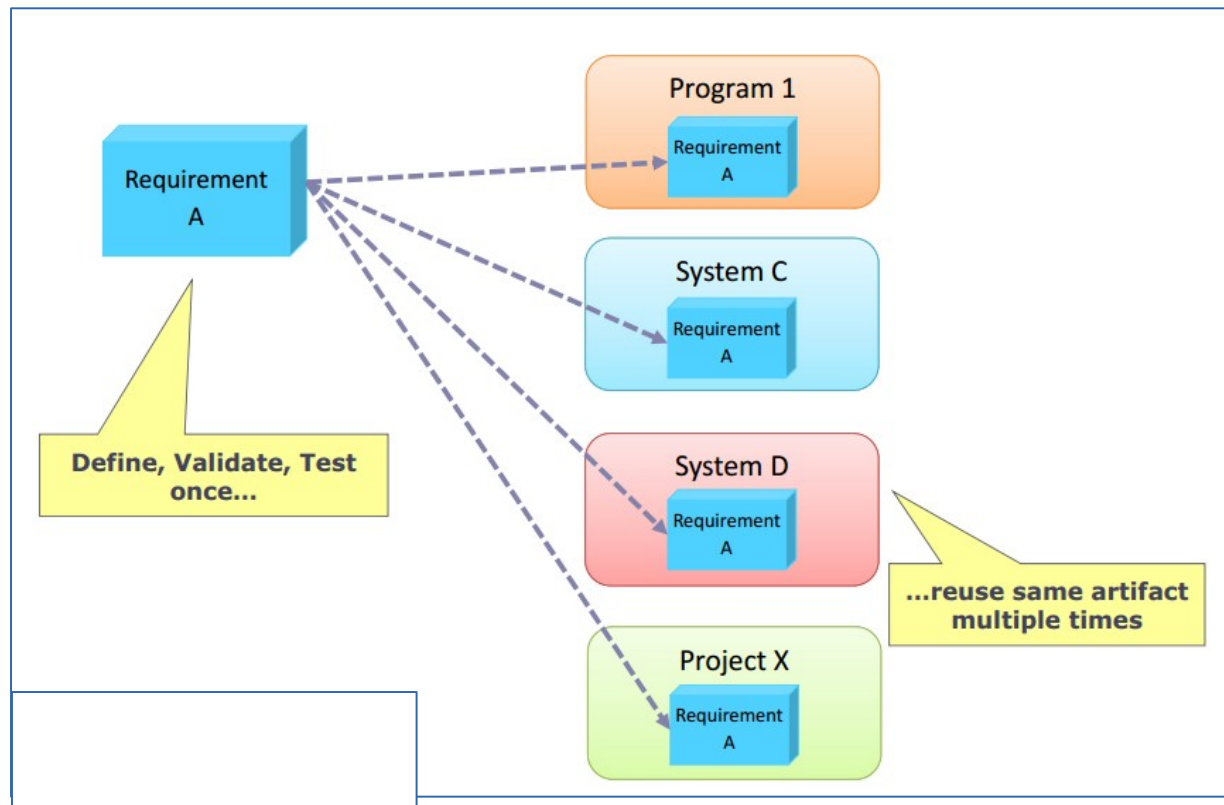 Requirement
A
Define, Validate, Test
once...
Program 1
Requirement
A
System C
Requirement
A
System D
Requirement
A
...reuse same artifact
multiple times
Project X
Requirement
A